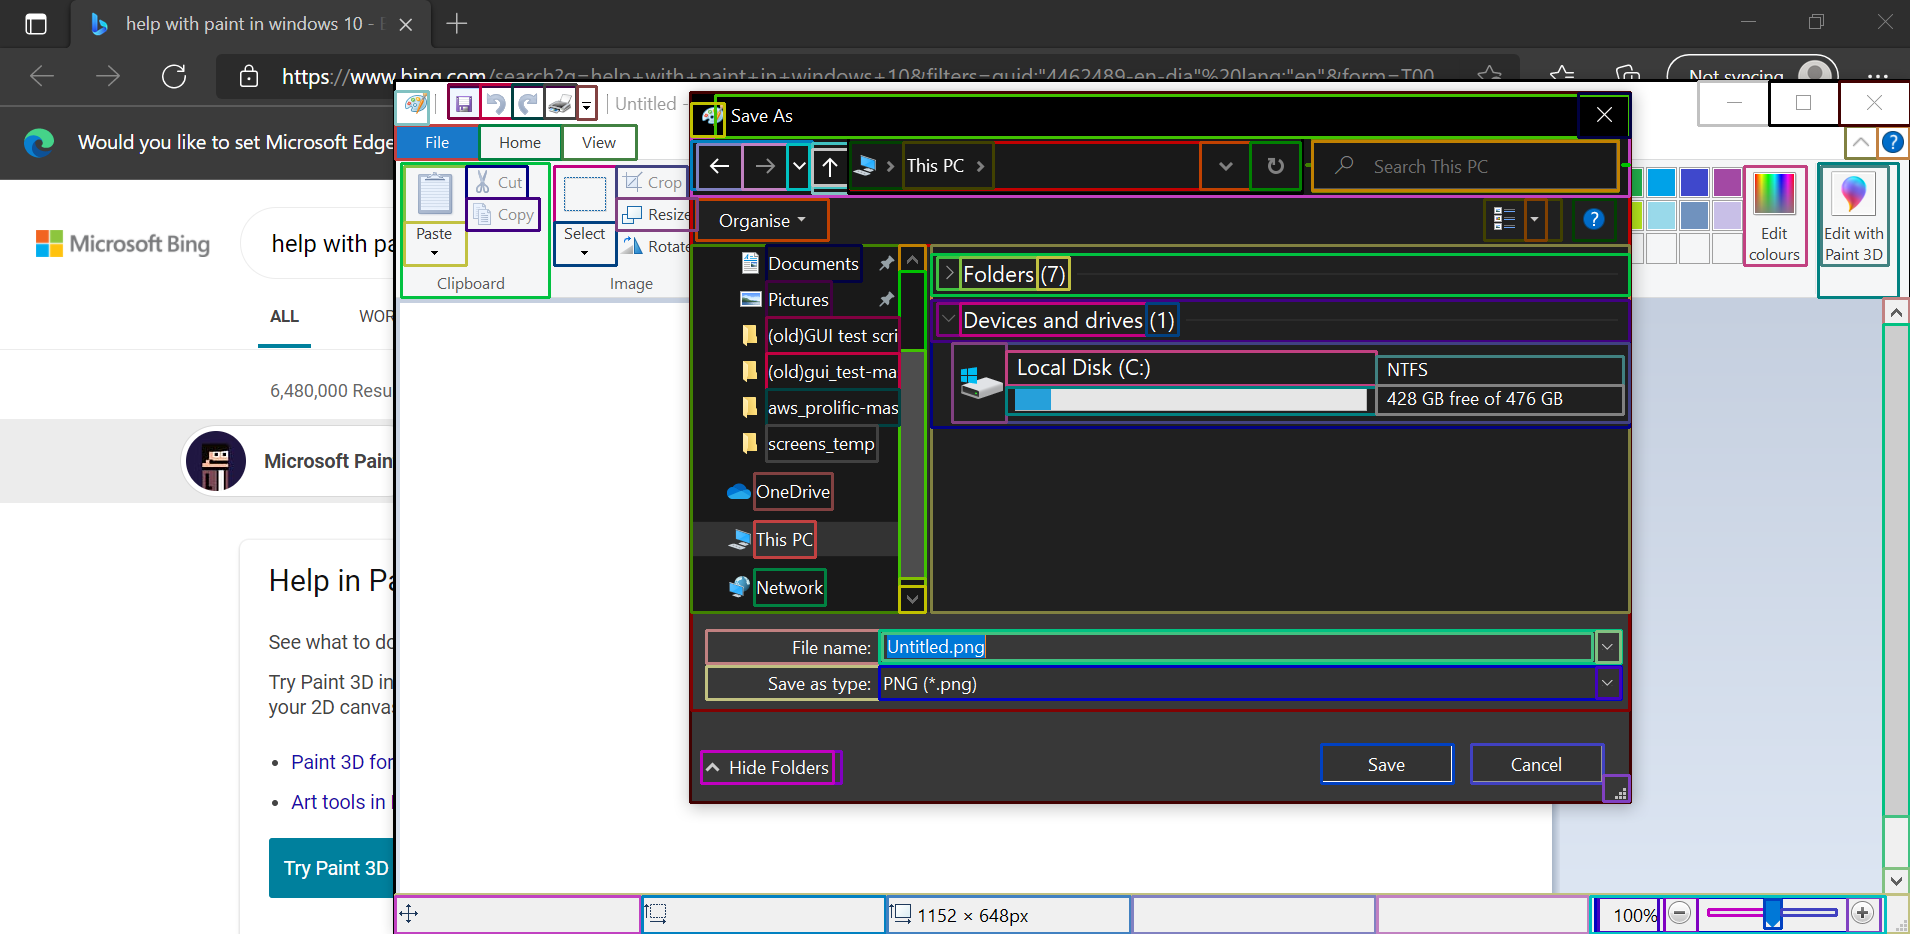 help with paint in windows 10 -
https://www.bing.com/search?q=help+with+paint+in+windows+10&filters=guid:"4462489-en-dia"%20lang:"en"&form=T00
Not syncing
Would you like to set Microsoft Edge
Untitled -
File
Home
View
Paste
Cut
Copy
Clipboard
Select
Crop
Resize
Rotate
Image
Edit
colours
Edit with
Paint 3D
Save As
This PC
Search This PC
Organise
Documents
Pictures
(old)GUI test scri
(old)gui_test-ma
aws_prolific-mas
screens_temp
OneDrive
This PC
Network
Folders (7)
Devices and drives (1)
Local Disk (C:)
NTFS
428 GB free of 476 GB
File name:
Untitled.png
Save as type:
PNG (*.png)
Hide Folders
Save
Cancel
Microsoft Bing
help with pa
ALL
WOR
6,480,000 Resu
Microsoft Pain
Help in Pa
See what to do
Try Paint 3D in
your 2D canvas
Paint 3D for
Art tools in
Try Paint 3D
1152 × 648px
100%